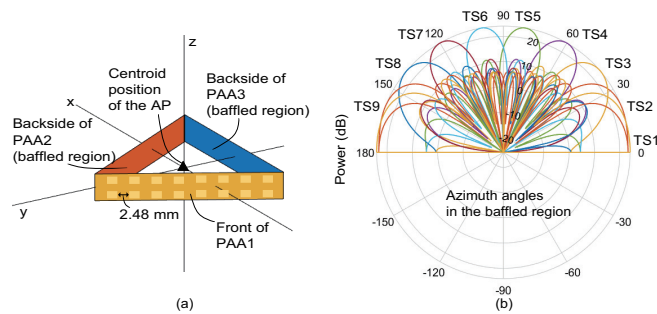 z
Centroid
position
of the AP
Backside of
PAA3
(baffled region)
x
Backside of
PAA2
(baffled region)
y
2.48 mm
Front of
PAA1
(a)
90
TS6
TS5
TS7
120
60
TS4
TS8
150
30
TS3
TS9
TS2
TS1
20
10
0
-10
-20
Power (dB)
180
0
Azimuth angles
in the baffled region
-150
-30
-120
-60
-90
(b)